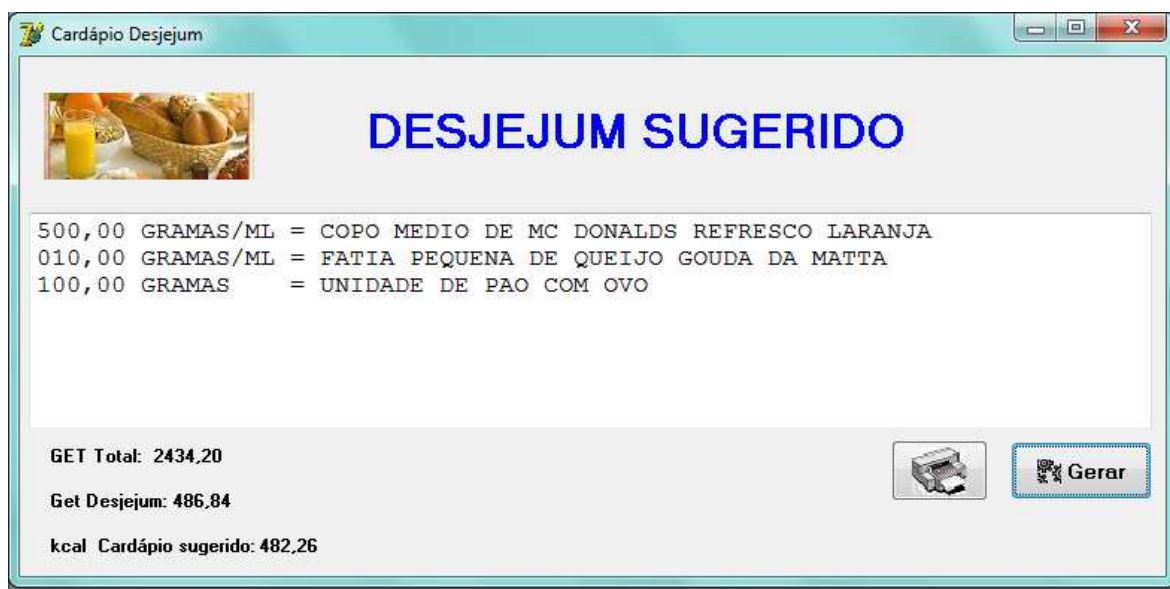 Cardápio Desjejum
DESJEJUM SUGERIDO
500,00 GRAMAS/ML = COPO MEDIO DE MC DONALDS REFRESCO LARANJA
010,00 GRAMAS/ML = FATIA PEQUENA DE QUEIJO GOUDA DA MATTA
100,00 GRAMAS    = UNIDADE DE PAO COM OVO
GET Total: 2434,20
Get Desjejum: 486,84
kcal Cardápio sugerido: 482,26
Gerar